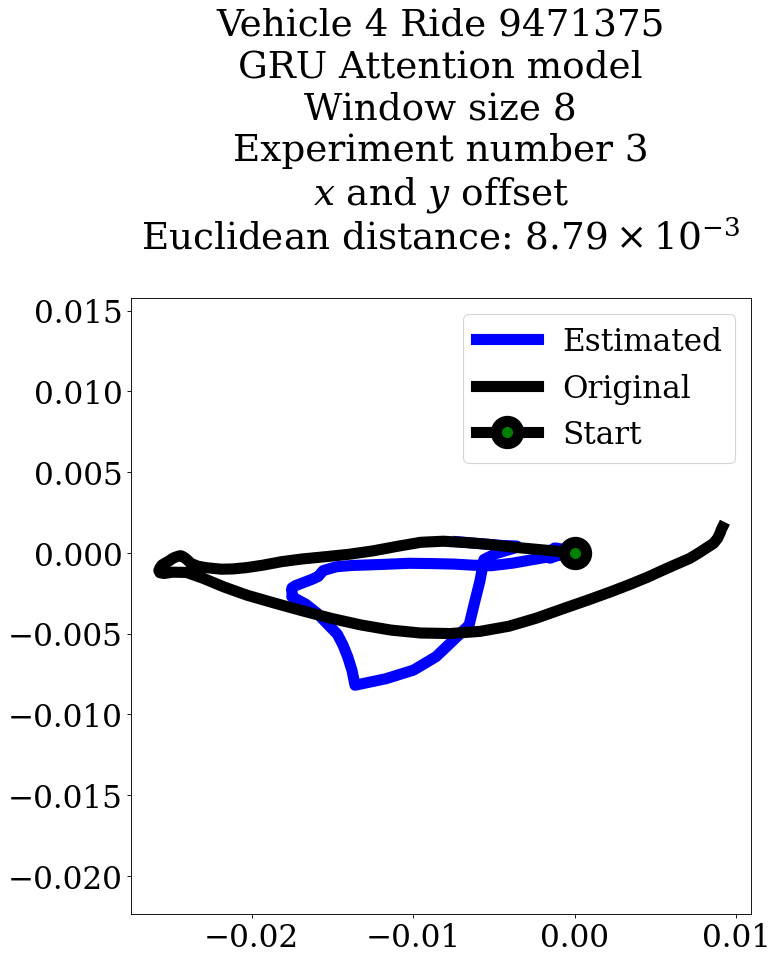 Vehicle 4 Ride 9471375
GRU Attention model
Window size 8
Experiment number 3
x and y offset
Euclidean distance: 8.79 × 10⁻³
0.015
0.010
0.005
0.000
−0.005
−0.010
−0.015
−0.020
Estimated
Original
Start
−0.02
−0.01
0.00
0.01